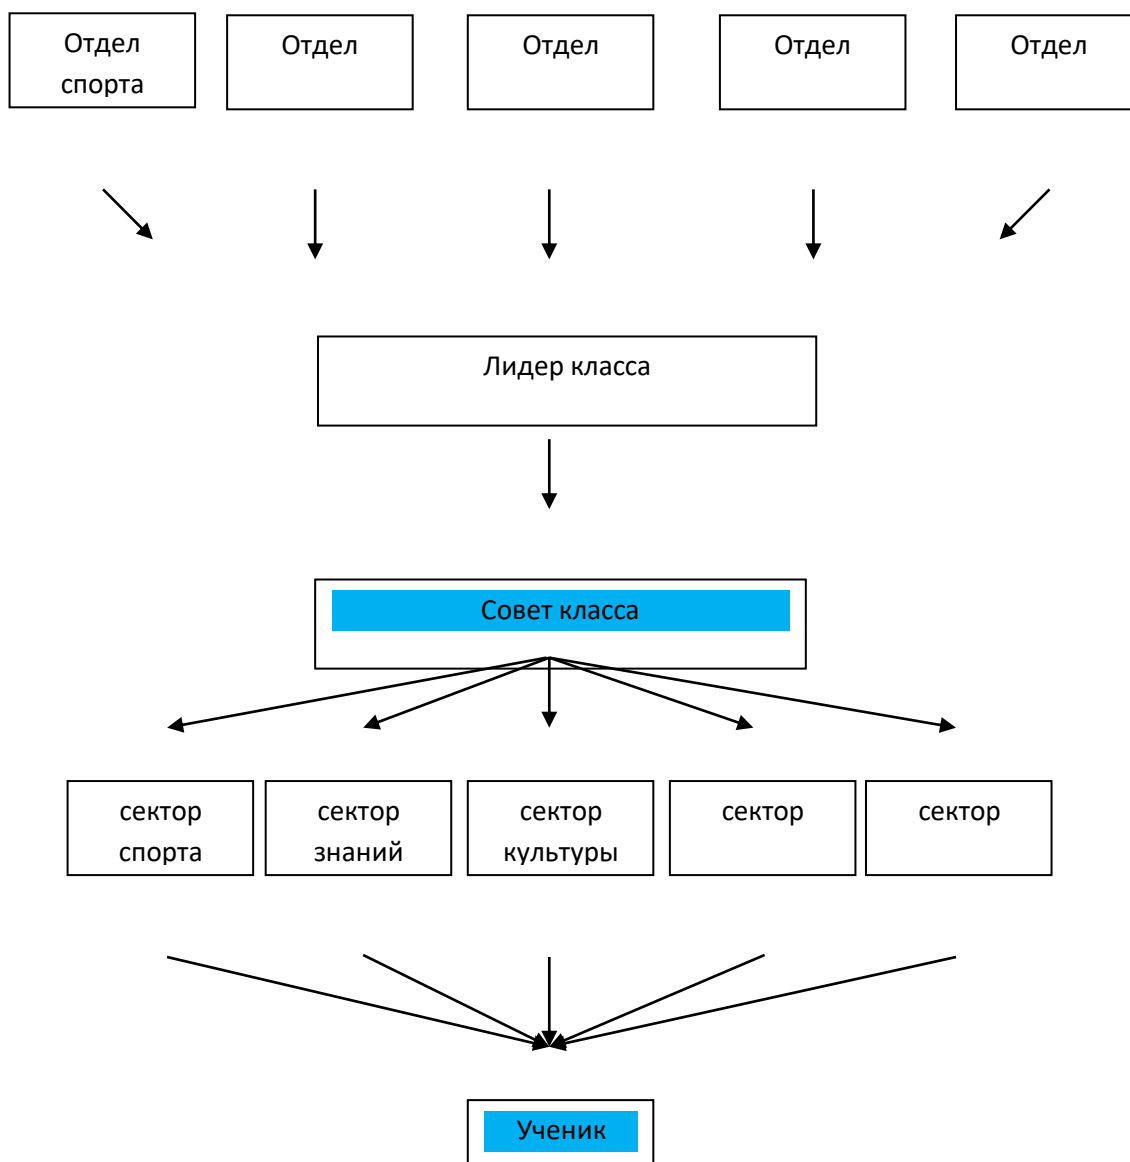 Отдел
спорта
Отдел
Отдел
Отдел
Отдел
Лидер класса
Совет класса
сектор
спорта
сектор
знаний
сектор
культуры
сектор
сектор
Ученик